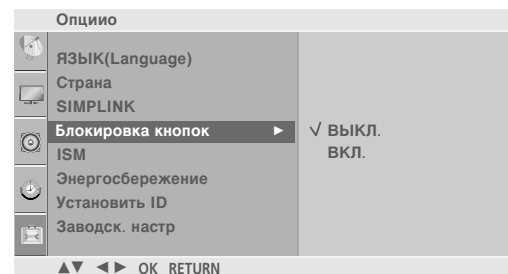 Опциио
ЯЗЫК(Language)
Страна
SIMPLINK
Блокировка кнопок ►
√ ВЫКЛ.
ВКЛ.
ISM
Энергосбережение
Установить ID
Заводск. настр
▲▼ ◄► OK RETURN